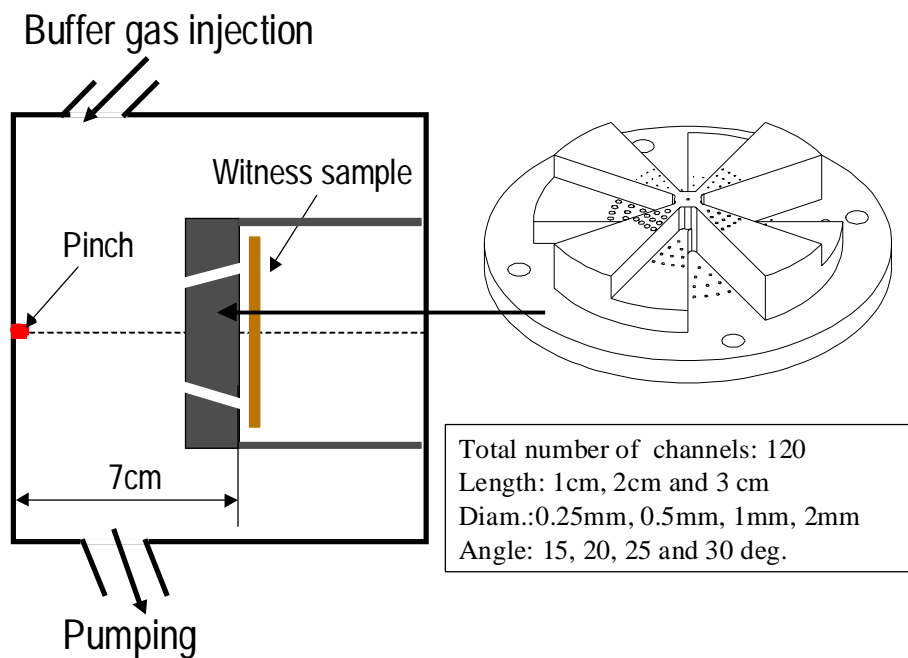 Buffer gas injection
Witness sample
Pinch
7cm
Pumping
Total number of channels: 120
Length: 1cm, 2cm and 3 cm
Diam.:0.25mm, 0.5mm, 1mm, 2mm
Angle: 15, 20, 25 and 30 deg.